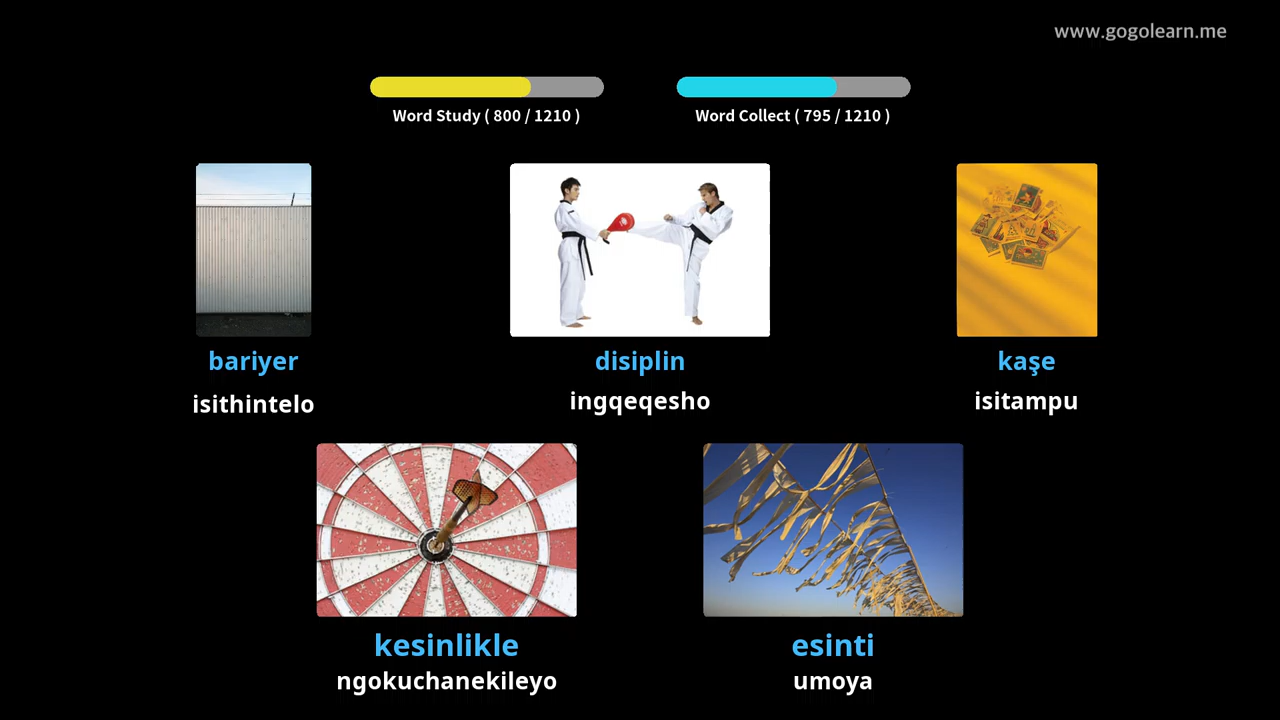 www.gogolearn.me
Word Study ( 800 / 1210 )
Word Collect ( 795 / 1210 )
bariyer
isithintelo
disiplin
ingqeqesho
kaşe
isitampu
kesinlikle
ngokuchanekileyo
esinti
umoya